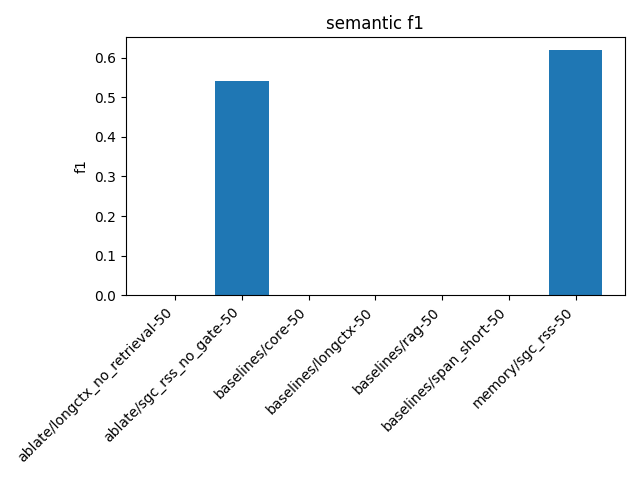 semantic f1
f1
0.6
0.5
0.4
0.3
0.2
0.1
0.0
ablate/longctx_no_retrieval-50
ablate/sgc_rss_no_gate-50
baselines/core-50
baselines/longctx-50
baselines/rag-50
baselines/span_short-50
memory/sgc_rss-50